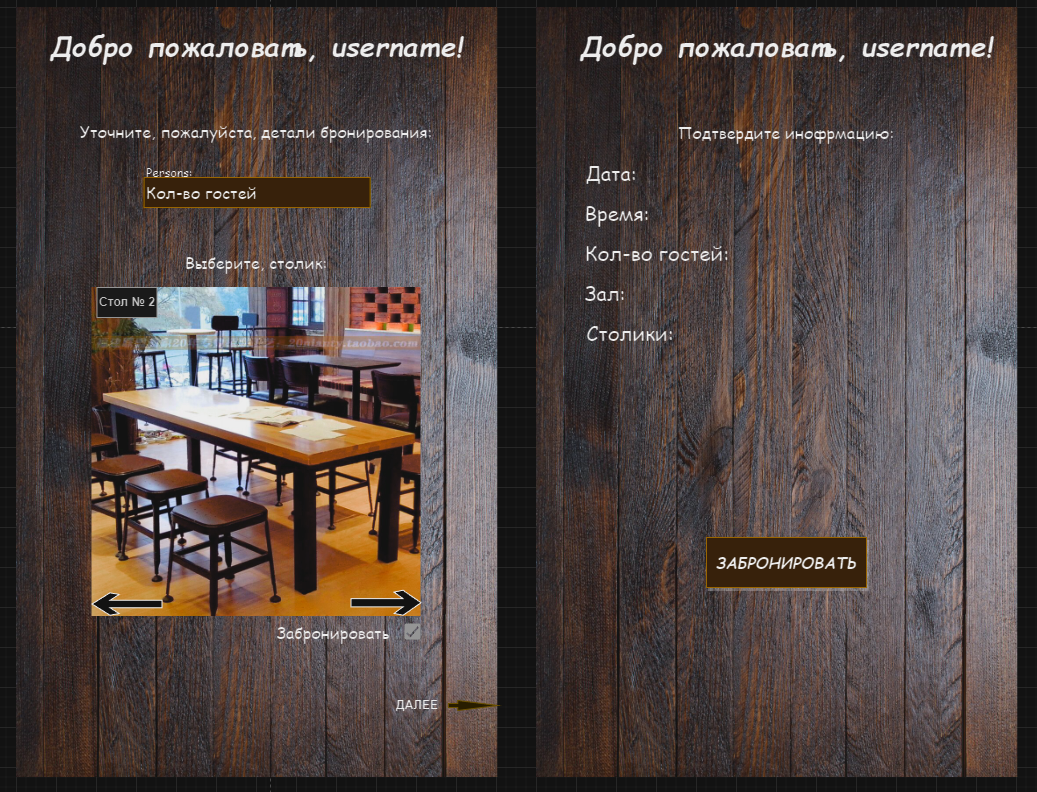 Добро пожаловать, username!
Уточните, пожалуйста, детали бронирования:
Persons:
Кол-во гостей
Выберите, столик:
Стол № 2
Забронировать
ДАЛЕЕ
Добро пожаловать, username!
Подтвердите инофрмацию:
Дата:
Время:
Кол-во гостей:
Зал:
Столики:
ЗАБРОНИРОВАТЬ